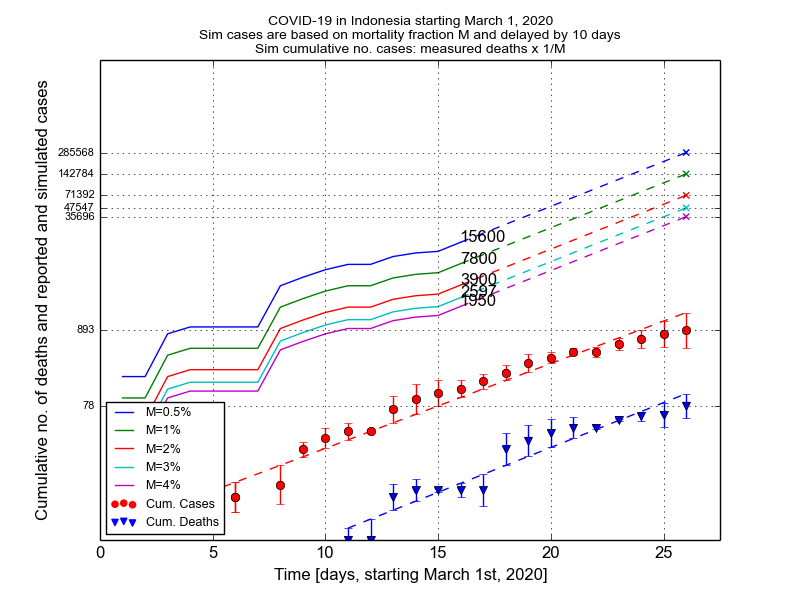 COVID-19 in Indonesia starting March 1, 2020
Sim cases are based on mortality fraction M and delayed by 10 days
Sim cumulative no. cases: measured deaths x 1/M
Cumulative no. of deaths and reported and simulated cases
285568
142784
71392
47547
35696
893
78
15600
7800
3900
2597
1950
M=0.5%
M=1%
M=2%
M=3%
M=4%
Cum. Cases
Cum. Deaths
0 5 10 15 20 25
Time [days, starting March 1st, 2020]